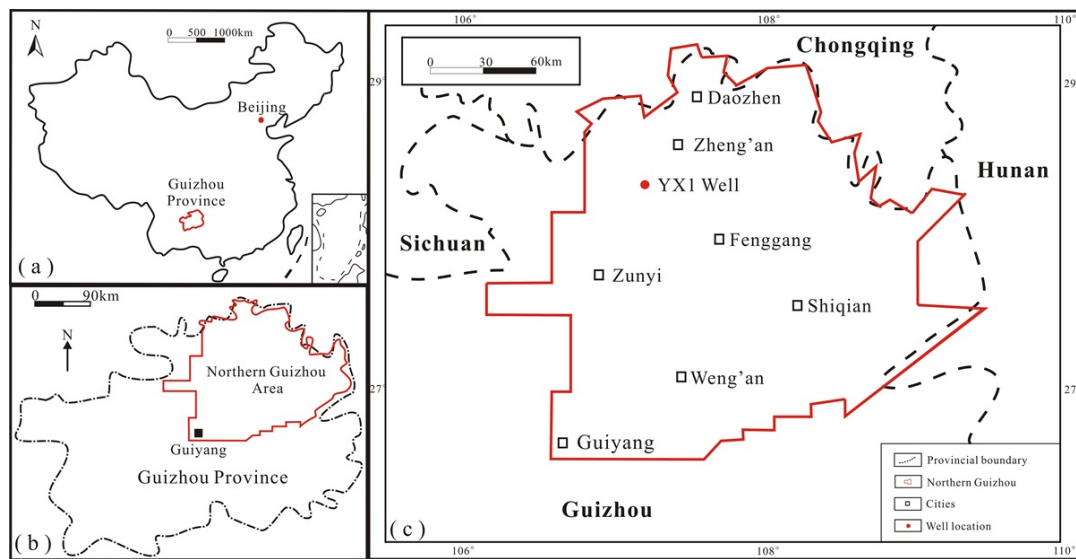 N
0 500 1000km
Beijing
Guizhou
Province
( a )
0 90km
N
Northern Guizhou
Area
Guiyang
Guizhou Province
( b )
106° 108° 110°
29°
27°
0 30 60km
Chongqing
Daozhen
Zheng'an
Hunan
YX1 Well
Sichuan
Fenggang
Zunyi
Shiqian
Weng'an
Guiyang
Guizhou
( c )
Provincial boundary
Northern Guizhou
Cities
Well location
29°
27°
106° 108° 110°